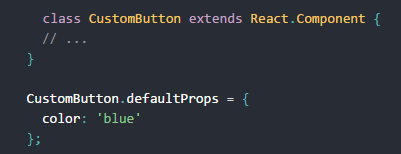 class CustomButton extends React.Component {
// ...
}
CustomButton.defaultProps = {
color: 'blue'
};